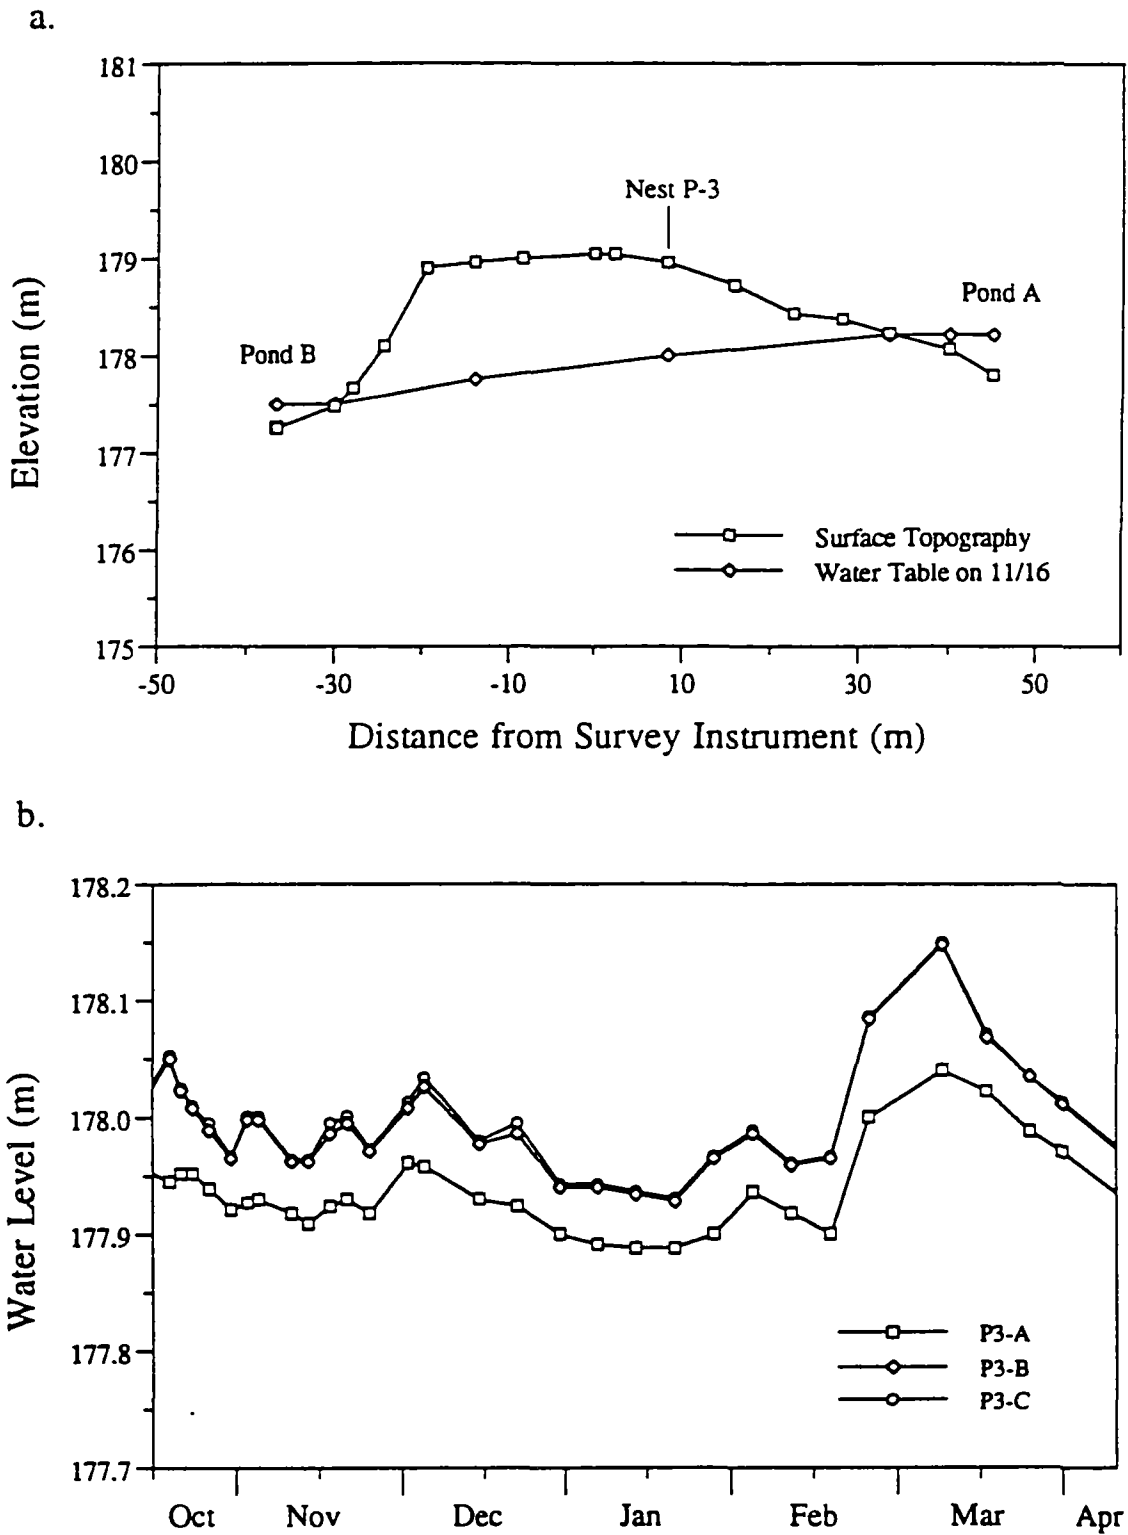 a.
181
180
Nest P-3
179
Pond A
Pond B
178
177
176
175
Elevation (m)
Surface Topography
Water Table on 11/16
-50 -30 -10 10 30 50
Distance from Survey Instrument (m)
b.
178.2
178.1
178.0
177.9
177.8
177.7
Water Level (m)
P3-A
P3-B
P3-C
Oct Nov Dec Jan Feb Mar Apr